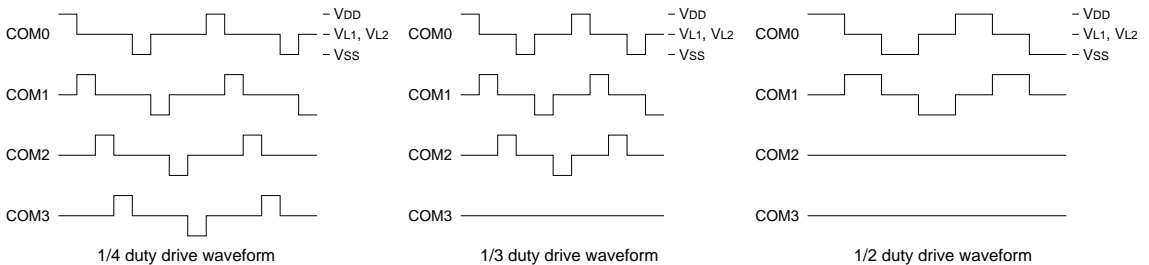 COM0
VDD
VL1, VL2
VSS
COM1
COM2
COM3
1/4 duty drive waveform
COM0
VDD
VL1, VL2
VSS
COM1
COM2
COM3
1/3 duty drive waveform
COM0
VDD
VL1, VL2
VSS
COM1
COM2
COM3
1/2 duty drive waveform